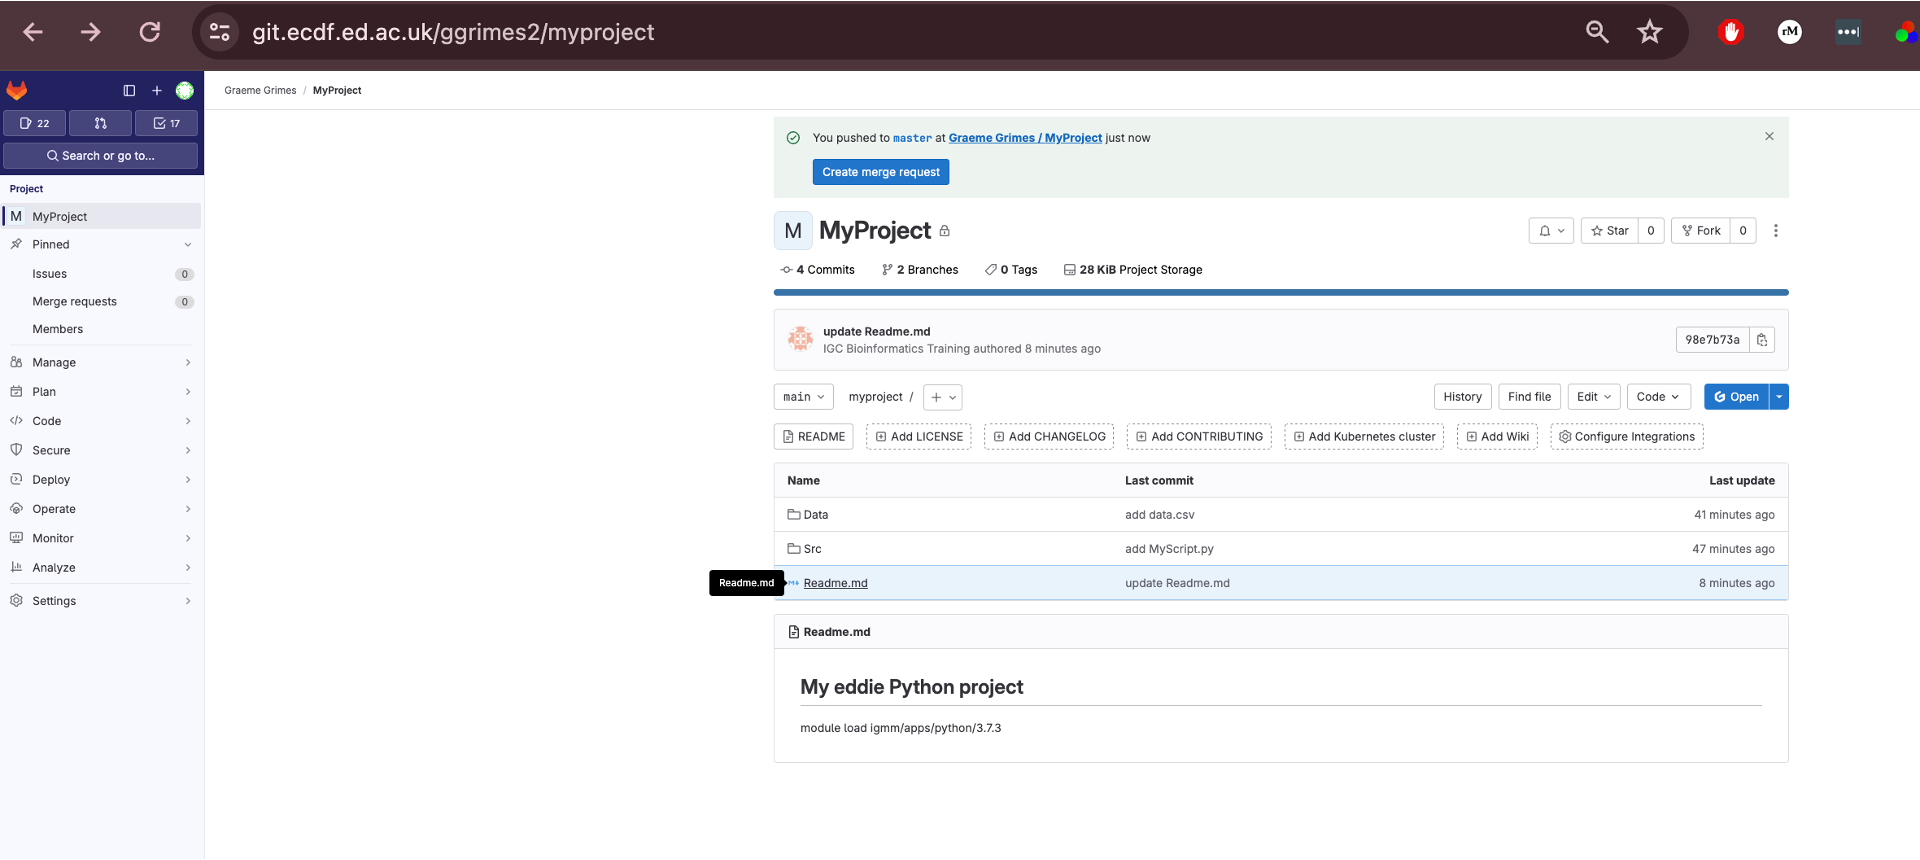 git.ecdf.ed.ac.uk/ggrimes2/myproject
rM
22
17
Search or go to...
Project
M MyProject
Pinned
Issues 0
Merge requests 0
Members
Manage
Plan
Code
Secure
Deploy
Operate
Monitor
Analyze
Settings
Graeme Grimes / MyProject
You pushed to master at Graeme Grimes / MyProject just now
Create merge request
M MyProject
Star 0 Fork 0
4 Commits 2 Branches 0 Tags 28 KiB Project Storage
update Readme.md
IGC Bioinformatics Training authored 8 minutes ago
98e7b73a
main myproject / + History Find file Edit Code Open
README Add LICENSE Add CHANGELOG Add CONTRIBUTING Add Kubernetes cluster Add Wiki Configure Integrations
Name Last commit Last update
Data add data.csv 41 minutes ago
Src add MyScript.py 47 minutes ago
Readme.md Readme.md update Readme.md 8 minutes ago
Readme.md
My eddie Python project
module load igmm/apps/python/3.7.3